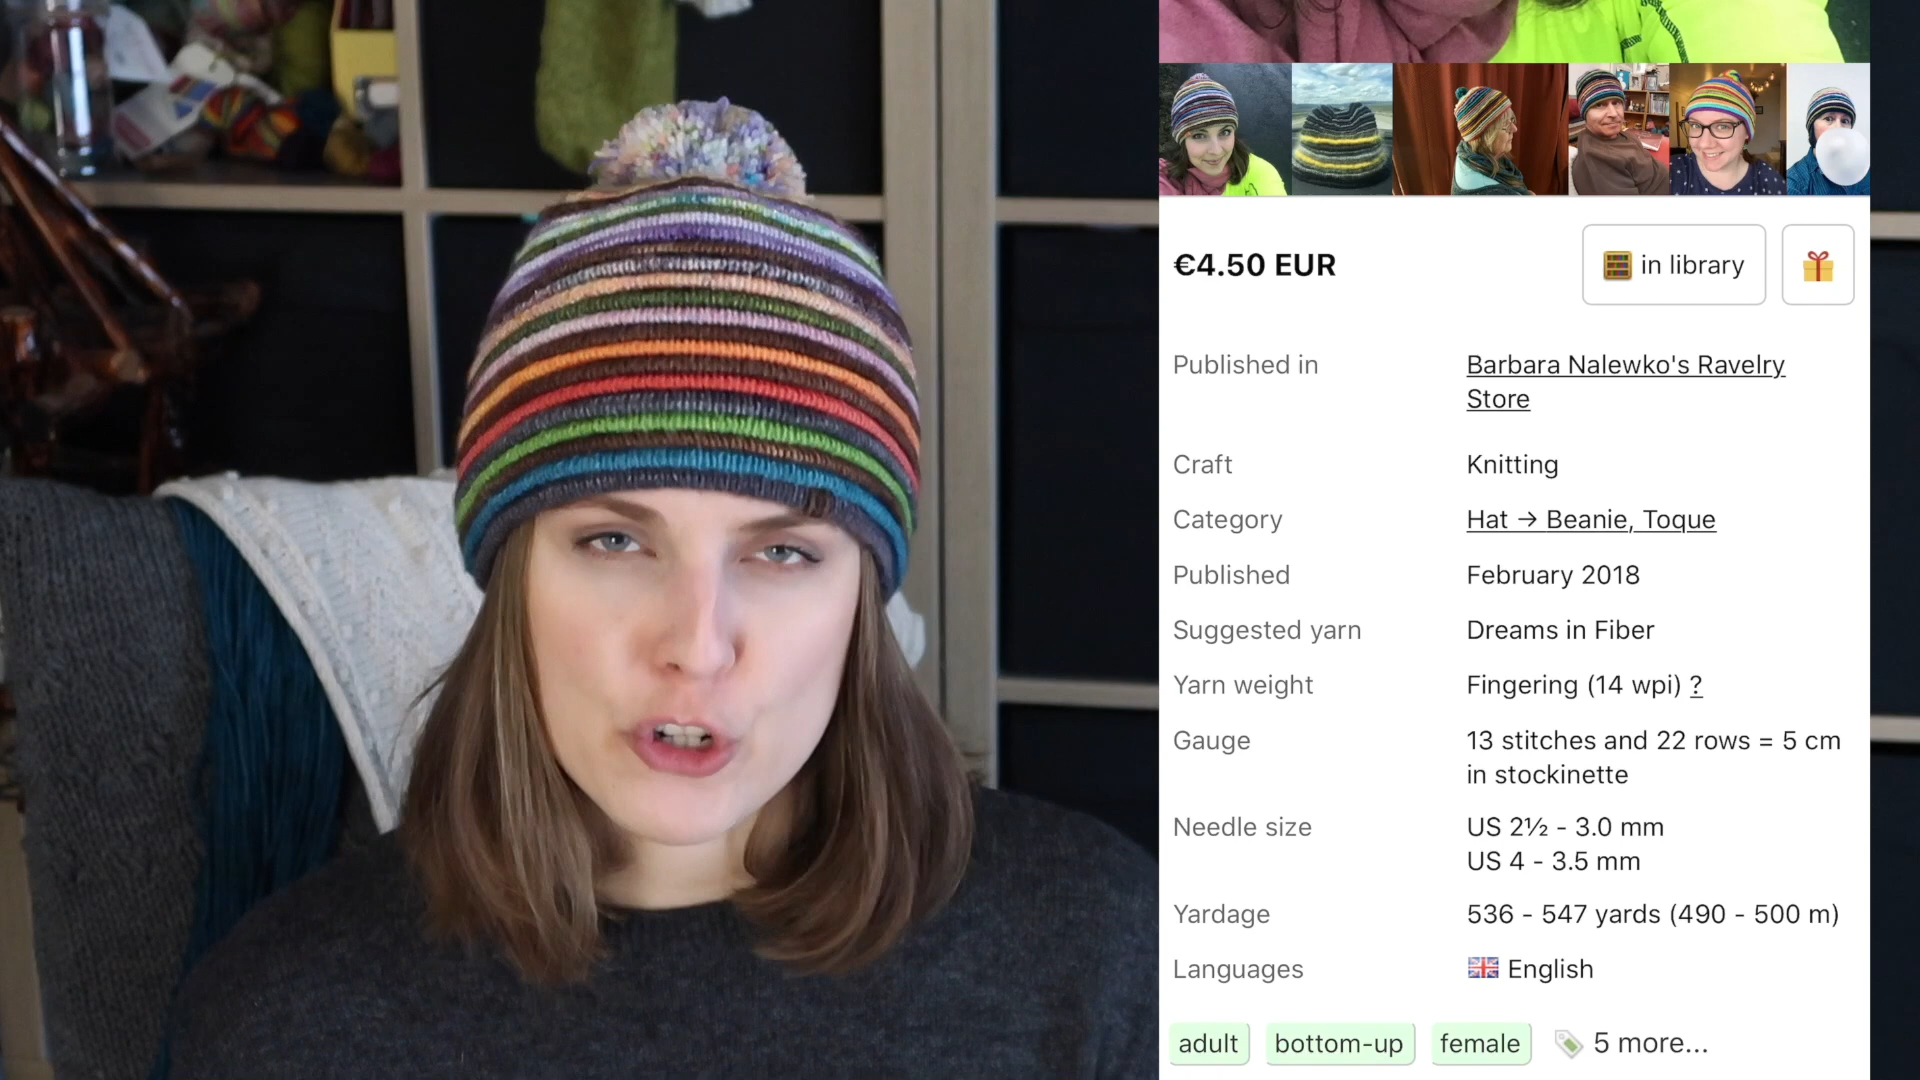 €4.50 EUR
in library
Published in
Barbara Nalewko's Ravelry
Store
Craft
Knitting
Category
Hat → Beanie, Toque
Published
February 2018
Suggested yarn
Dreams in Fiber
Yarn weight
Fingering (14 wpi) ?
Gauge
13 stitches and 22 rows = 5 cm
in stockinette
Needle size
US 2½ - 3.0 mm
US 4 - 3.5 mm
Yardage
536 - 547 yards (490 - 500 m)
Languages
English
adult
bottom-up
female
5 more...